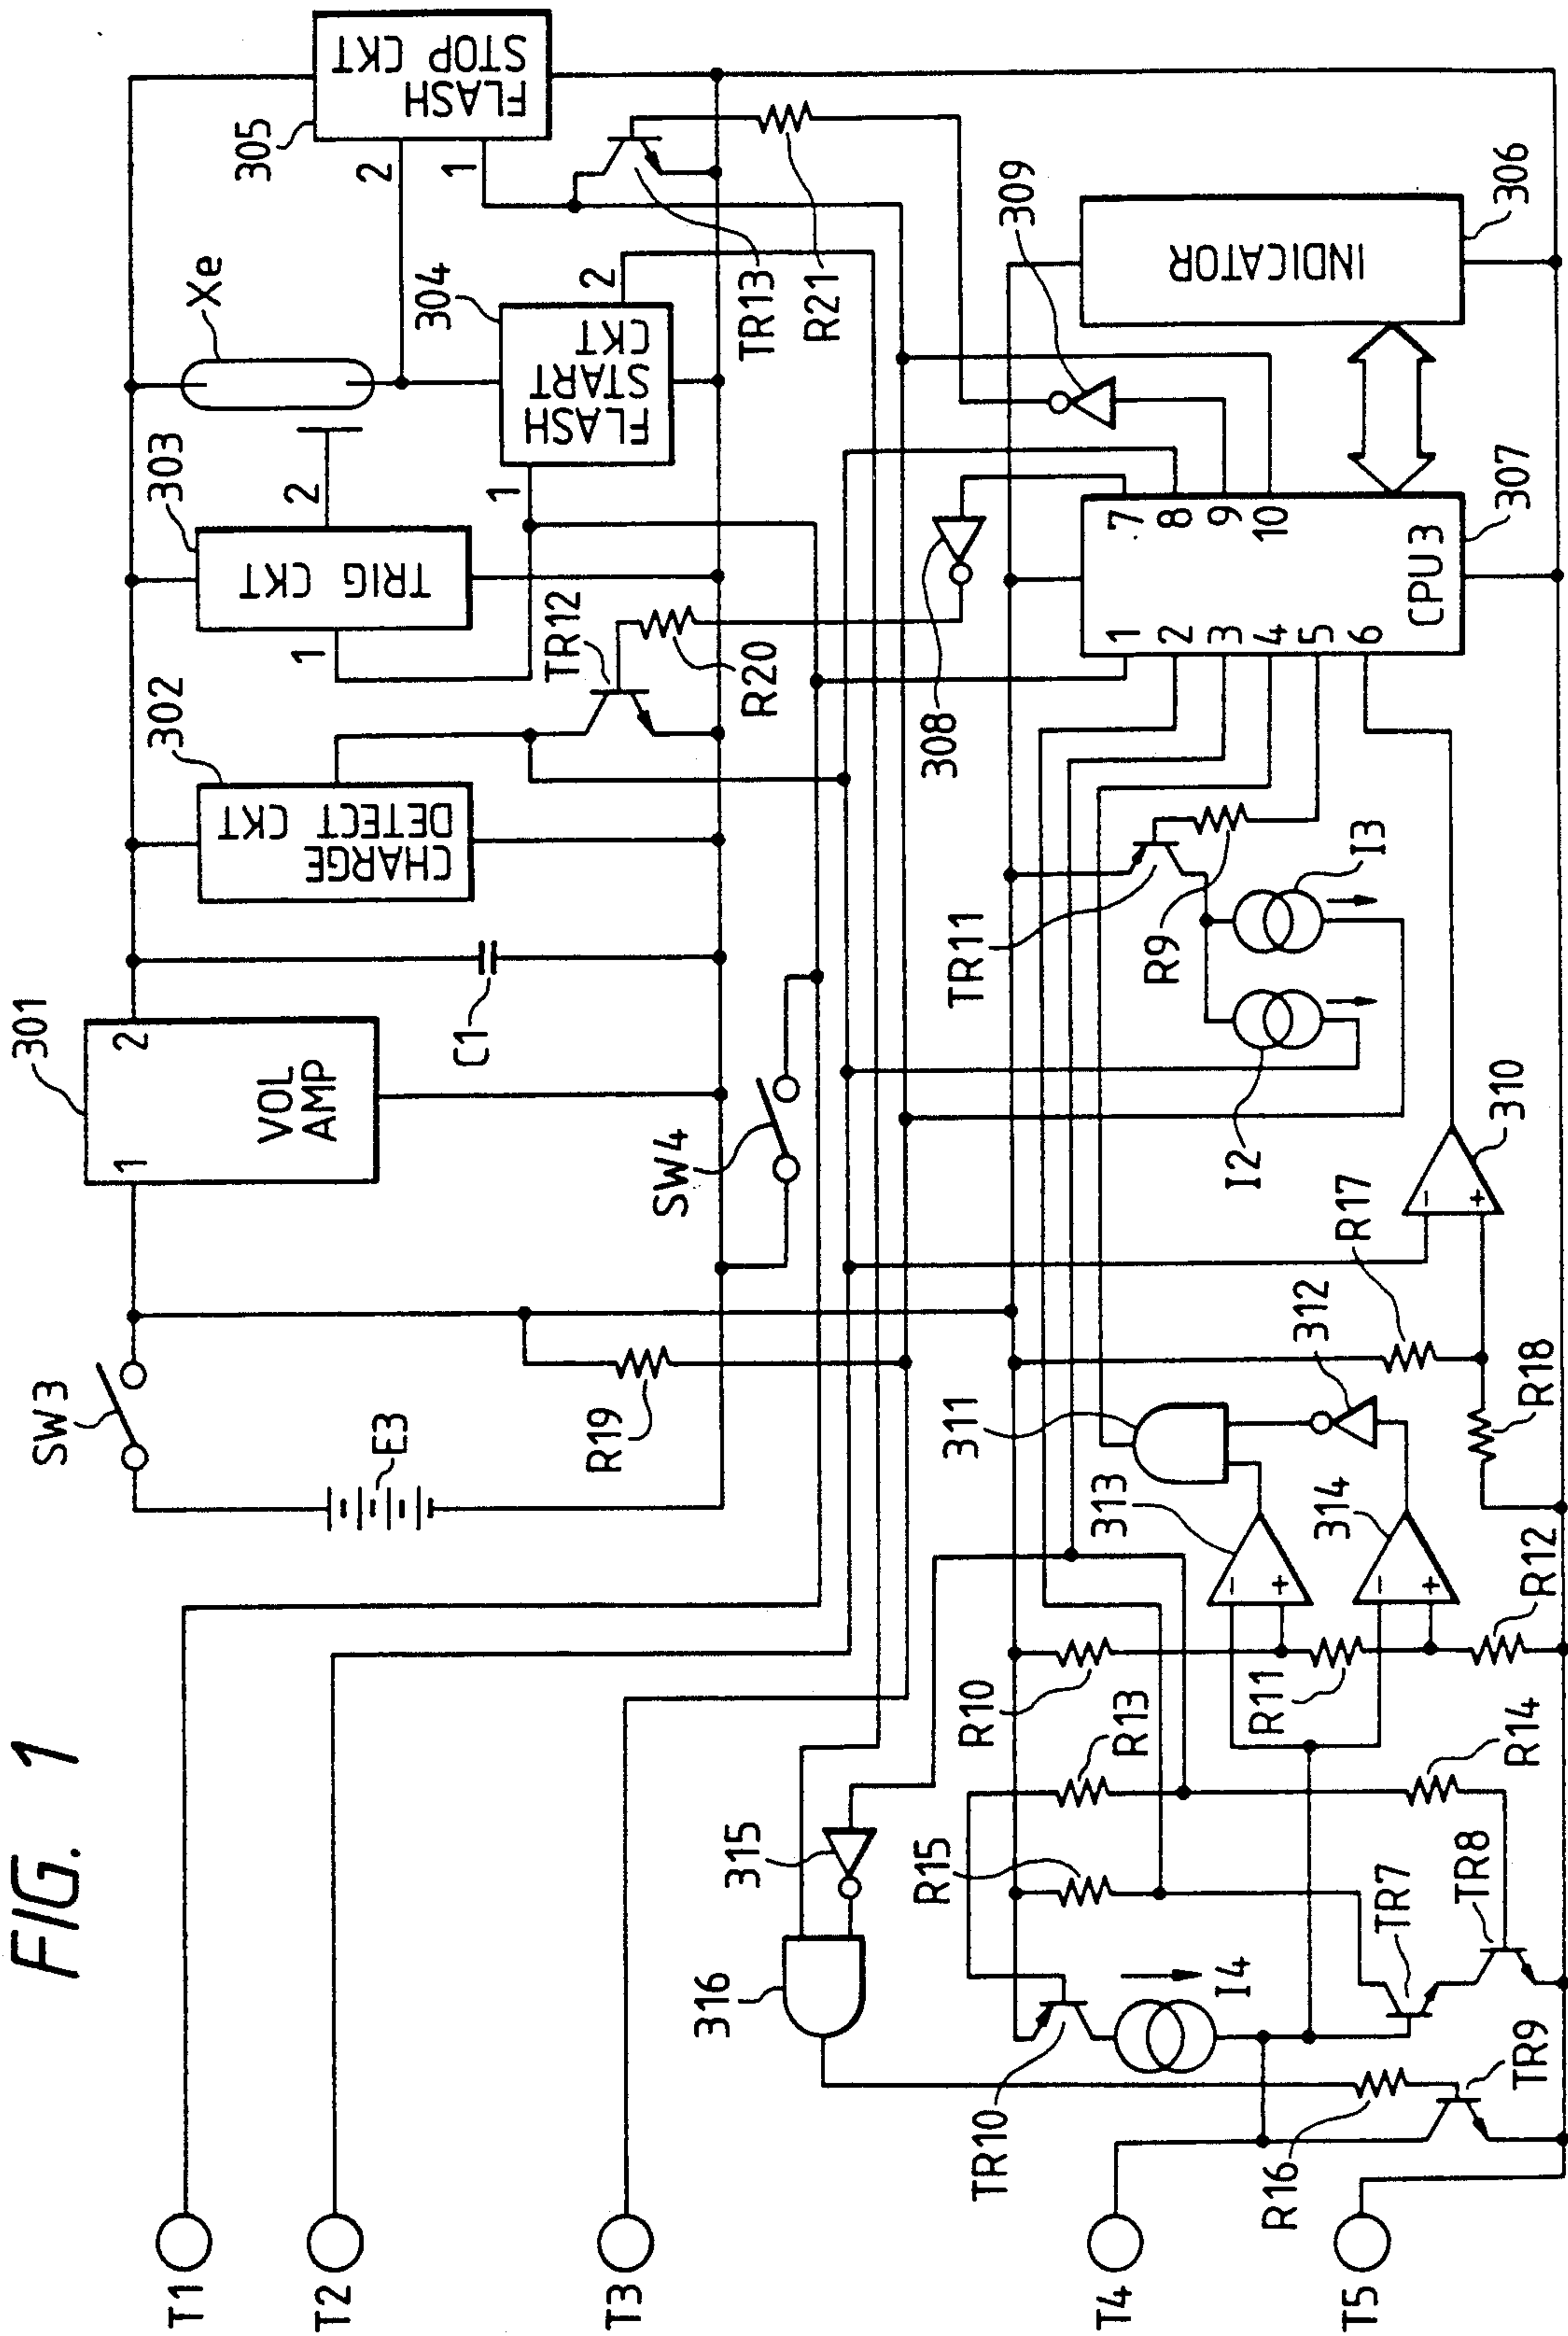 FIG. 1
T1
T2
T3
T4
T5
SW3
E3
R19
301
1
2
VOL
AMP
C1
SW4
302
CHARGE
DETECT CKT
TR12
R20
303
TRIG CKT
1
2
Xe
304
FLASH
START
CKT
1
2
305
FLASH
STOP CKT
2
1
TR13
R21
309
308
306
INDICATOR
307
CPU3
1
2
3
4
5
6
7
8
9
10
TR11
R9
I3
I2
310
-
+
R17
R18
312
311
313
-
+
314
-
+
R12
R11
R10
R13
R14
R15
315
316
TR10
I4
TR7
TR8
TR9
R16